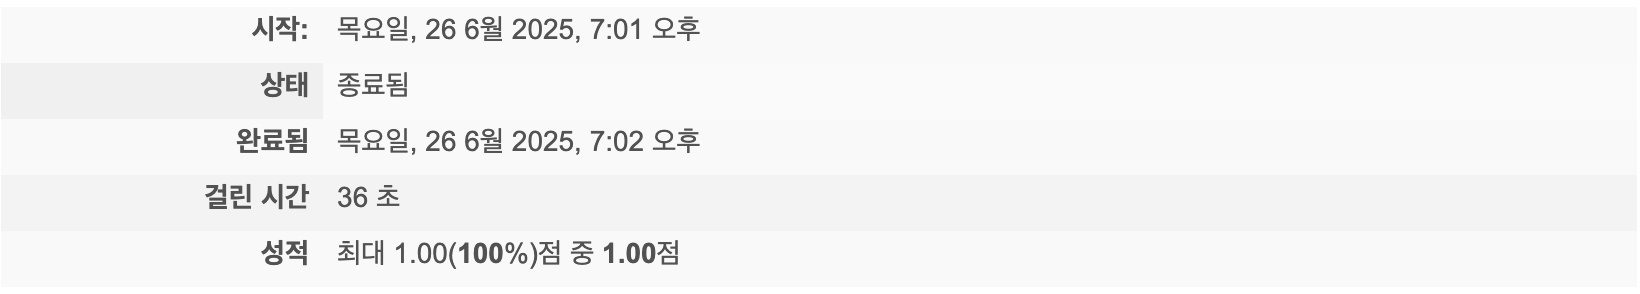 시작: 목요일, 26 6월 2025, 7:01 오후
상태 종료됨
완료됨 목요일, 26 6월 2025, 7:02 오후
걸린 시간 36 초
성적 최대 1.00(100%)점 중 1.00점